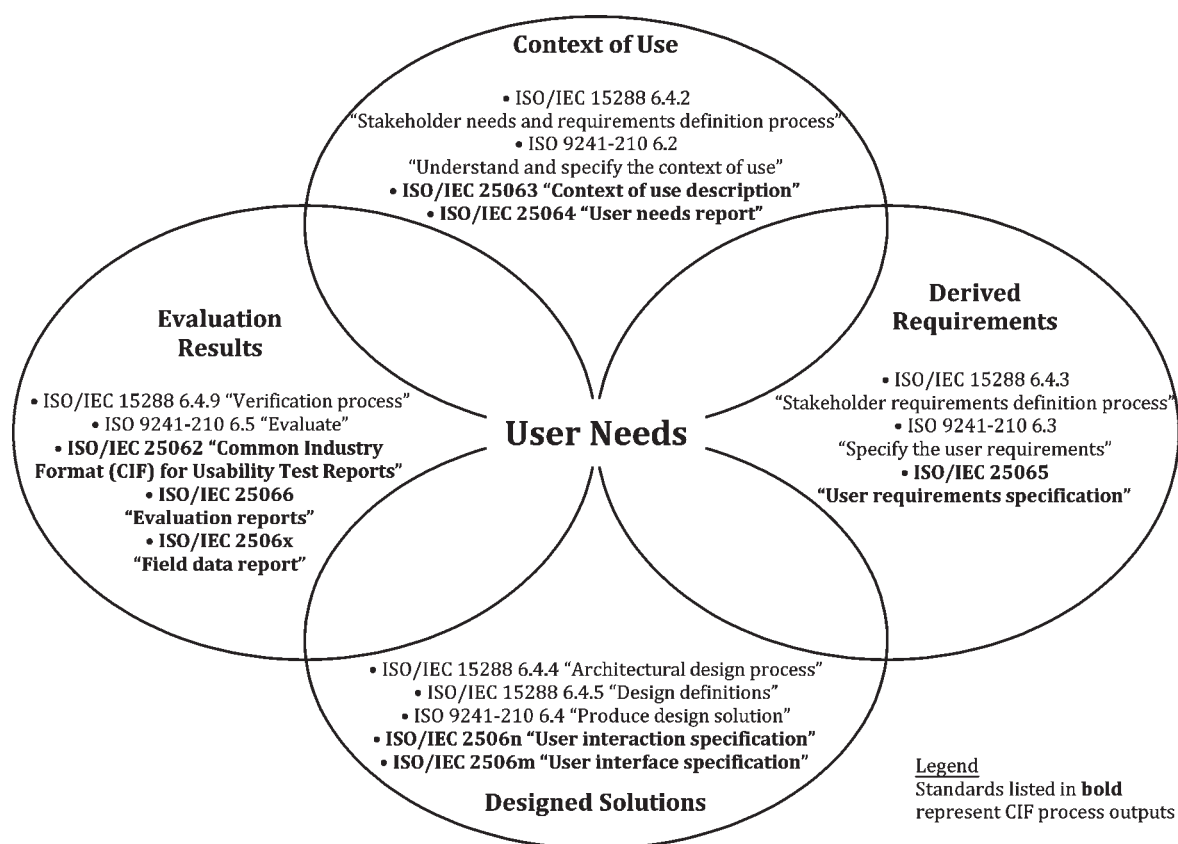 Context of Use
• ISO/IEC 15288 6.4.2
“Stakeholder needs and requirements definition process”
• ISO 9241-210 6.2
“Understand and specify the context of use”
• ISO/IEC 25063 “Context of use description”
• ISO/IEC 25064 “User needs report”
Evaluation
Results
• ISO/IEC 15288 6.4.9 “Verification process”
• ISO 9241-210 6.5 “Evaluate”
• ISO/IEC 25062 “Common Industry
Format (CIF) for Usability Test Reports”
• ISO/IEC 25066
“Evaluation reports”
• ISO/IEC 2506x
“Field data report”
User Needs
Derived
Requirements
• ISO/IEC 15288 6.4.3
“Stakeholder requirements definition process”
• ISO 9241-210 6.3
“Specify the user requirements”
• ISO/IEC 25065
“User requirements specification”
• ISO/IEC 15288 6.4.4 “Architectural design process”
• ISO/IEC 15288 6.4.5 “Design definitions”
• ISO 9241-210 6.4 “Produce design solution”
• ISO/IEC 2506n “User interaction specification”
• ISO/IEC 2506m “User interface specification”
Designed Solutions
Legend
Standards listed in bold
represent CIF process outputs